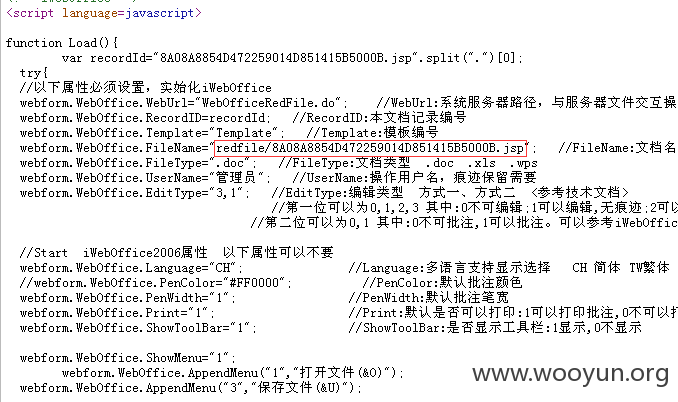 <script language=javascript>
function Load(){
var recordId="8A08A8854D472259014D851415B5000B.jsp".split(".")[0];
try{
//以下属性必须设置，实始化iWebOffice
webform.WebOffice.WebUrl="WebOfficeRedFile.do"; //WebUrl:系统服务器路径，与服务器文件交互操
webform.WebOffice.RecordID=recordId; //RecordID:本文档记录编号
webform.WebOffice.Template="Template"; //Template:模板编号
webform.WebOffice.FileName="redfile/8A08A8854D472259014D851415B5000B.jsp"; //FileName:文档名
webform.WebOffice.FileType=".doc"; //FileType:文档类型 .doc .xls .wps
webform.WebOffice.UserName="管理员"; //UserName:操作用户名，痕迹保留需要
webform.WebOffice.EditType="3,1"; //EditType:编辑类型 方式一、方式二 <参考技术文档>
//第一位可以为0,1,2,3 其中:0不可编辑;1可以编辑,无痕迹;2可以
//第二位可以为0,1 其中:0不可批注,1可以批注。可以参考iWebOffic
//Start iWebOffice2006属性 以下属性可以不要
webform.WebOffice.Language="CH"; //Language:多语言支持显示选择 CH 简体 TW繁体
//webform.WebOffice.PenColor="#FF0000"; //PenColor:默认批注颜色
webform.WebOffice.PenWidth="1"; //PenWidth:默认批注笔宽
webform.WebOffice.Print="1"; //Print:默认是否可以打印:1可以打印批注,0不可以打
webform.WebOffice.ShowToolBar="1"; //ShowToolBar:是否显示工具栏:1显示,0不显示
webform.WebOffice.ShowMenu="1";
webform.WebOffice.AppendMenu("1","打开文件(&O)");
webform.WebOffice.AppendMenu("3","保存文件(&U)");
www.wooyun.org